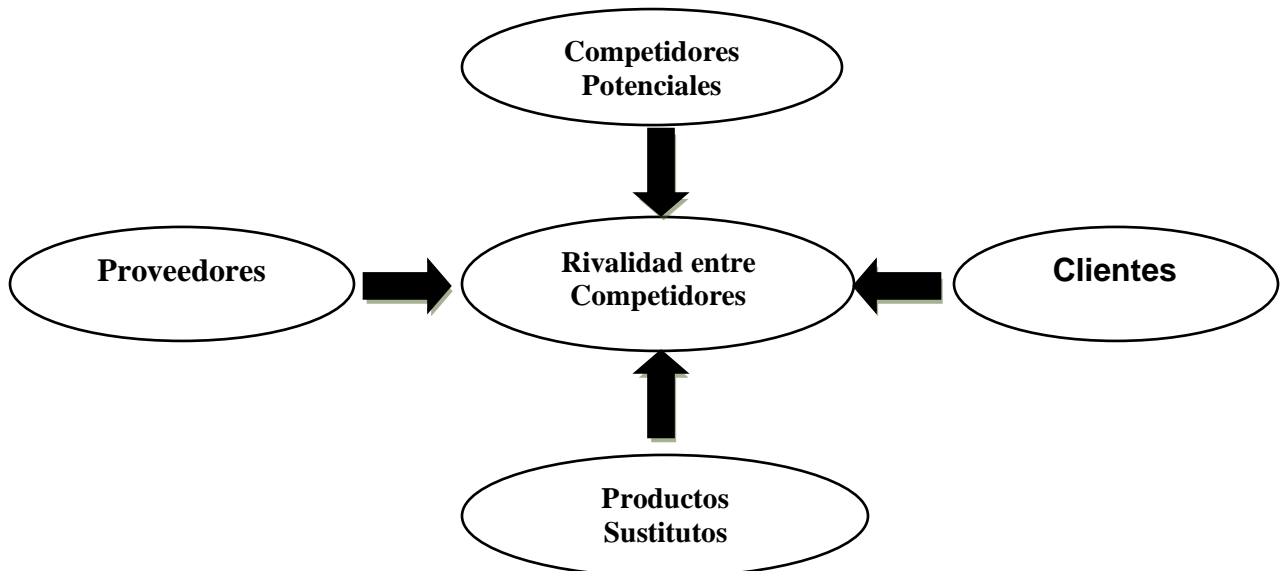 Competidores
Potenciales
Proveedores
Rivalidad entre
Competidores
Clientes
Productos
Sustitutos